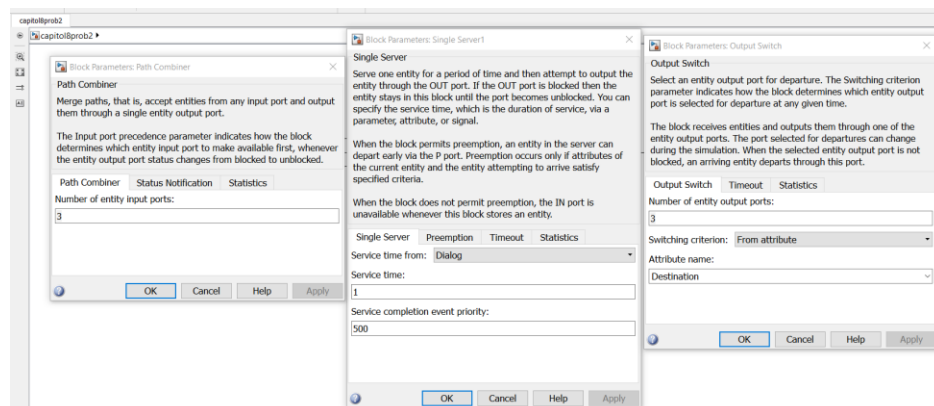 capitol8prob2
capitol8prob2
Block Parameters: Path Combiner
Path Combiner
Merge paths, that is, accept entities from any input port and output
them through a single entity output port.
The Input port precedence parameter indicates how the block
determines which entity input port to make available first, whenever
the entity output port status changes from blocked to unblocked.
Path Combiner Status Notification Statistics
Number of entity input ports:
3
OK Cancel Help Apply
Block Parameters: Single Server1
Single Server
Serve one entity for a period of time and then attempt to output the
entity through the OUT port. If the OUT port is blocked then the
entity stays in this block until the port becomes unblocked. You can
specify the service time, which is the duration of service, via a
parameter, attribute, or signal.
When the block permits preemption, an entity in the server can
depart early via the P port. Preemption occurs only if attributes of
the current entity and the entity attempting to arrive satisfy
specified criteria.
When the block does not permit preemption, the IN port is
unavailable whenever this block stores an entity.
Single Server Preemption Timeout Statistics
Service time from: Dialog
Service time:
1
Service completion event priority:
500
OK Cancel Help Apply
Block Parameters: Output Switch
Output Switch
Select an entity output port for departure. The Switching criterion
parameter indicates how the block determines which entity output
port is selected for departure at any given time.
The block receives entities and outputs them through one of the
entity output ports. The port selected for departures can change
during the simulation. When the selected entity output port is not
blocked, an arriving entity departs through this port.
Output Switch Timeout Statistics
Number of entity output ports:
3
Switching criterion: From attribute
Attribute name:
Destination
OK Cancel Help Apply